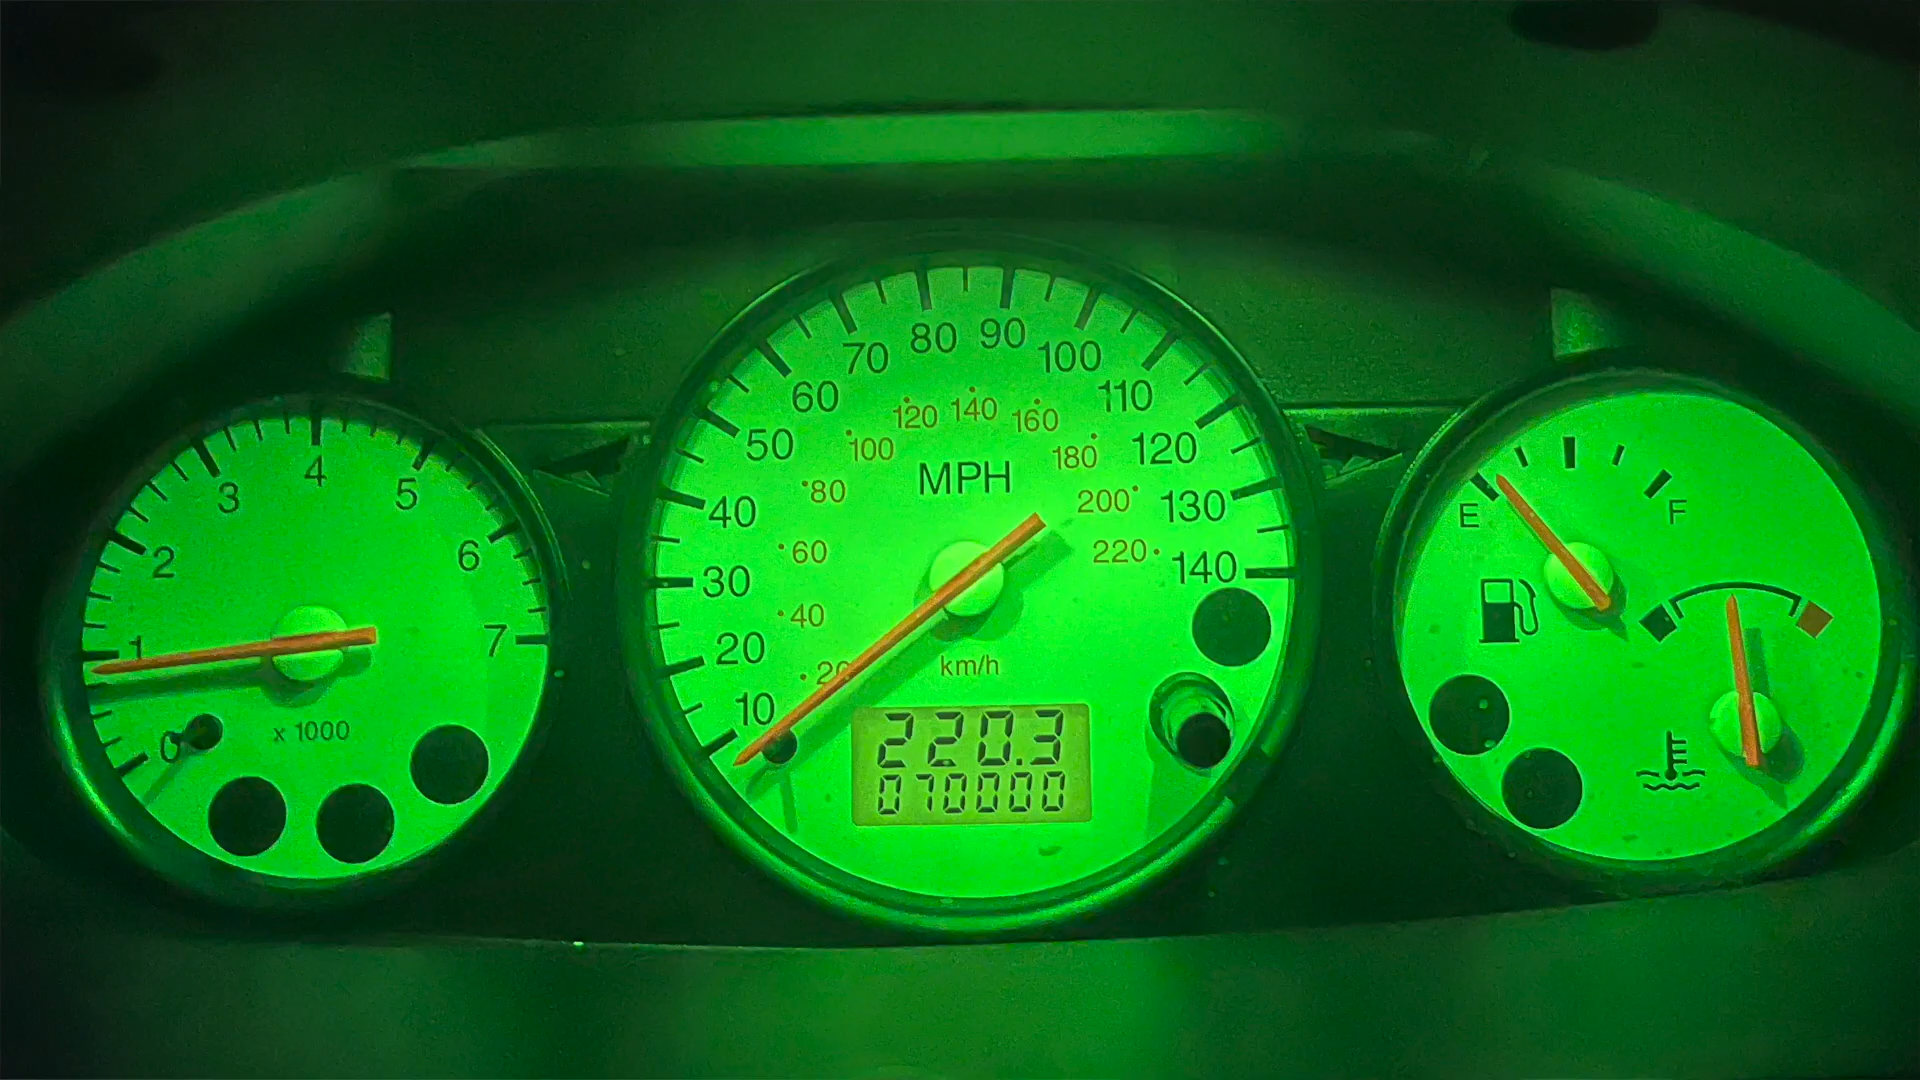 0 1 2 3 4 5 6 7
x 1000
10 20 30 40 50 60 70 80 90 100 110 120 130 140
MPH
20 40 60 80 100 120 140 160 180 200 220
km/h
220.3
070000
E F